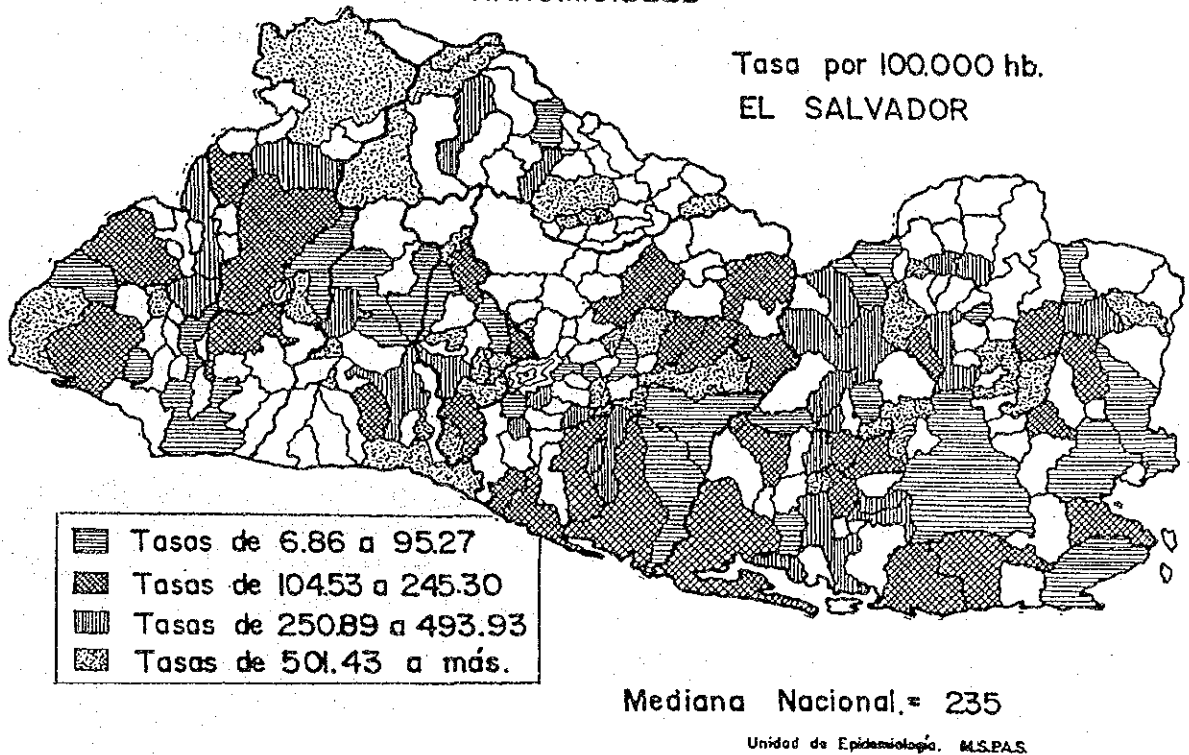 Tasa por 100.000 hb.
EL SALVADOR
Tasas de 6.86 a 95.27
Tasas de 104.53 a 245.30
Tasas de 250.89 a 493.93
Tasas de 501.43 a más.
Mediana Nacional.= 235
Unidad de Epidemiología. M.S.P.A.S.